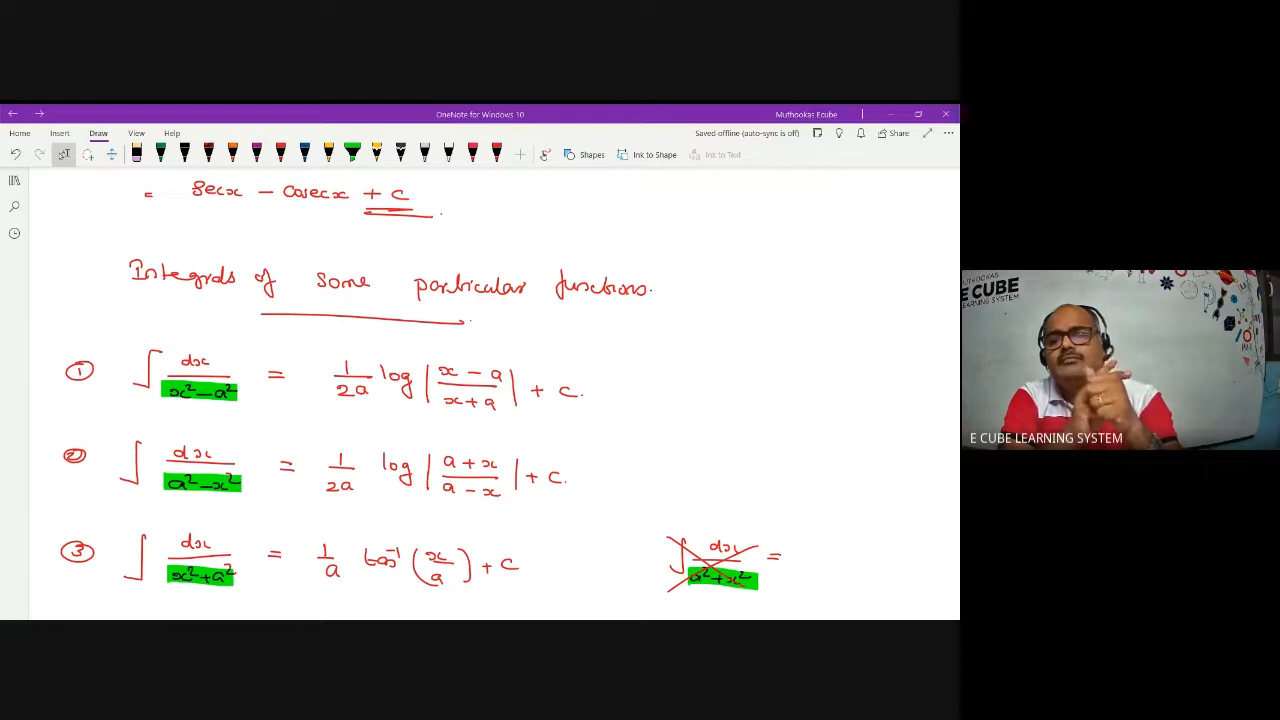 OneNote for Windows 10
Muthookas Ecube
Home Insert Draw View Help
Saved offline (auto-sync is off)
Share
Shapes
Ink to Shape
Ink to Text
= Secx − Cosecx + C
Integrals of some particular functions.
① ∫ dx / (x² − a²) = 1/2a log | (x − a)/(x + a) | + C.
② ∫ dx / (a² − x²) = 1/2a log | (a + x)/(a − x) | + C.
③ ∫ dx / (x² + a²) = 1/a tan⁻¹ (x/a) + C
∫ dx / (a² + x²) =
MUTHOOKAS
E CUBE
LEARNING SYSTEM
E CUBE LEARNING SYSTEM